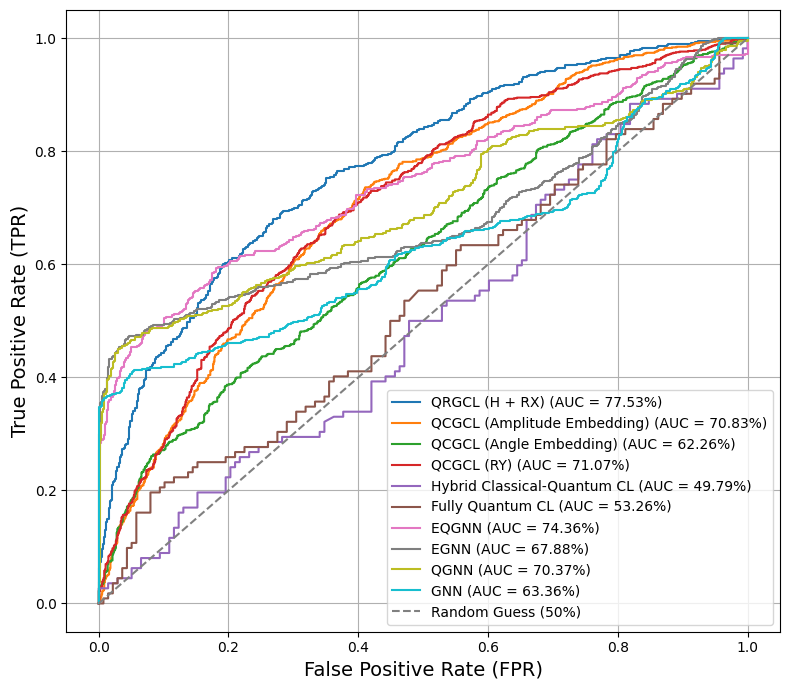 1.0
0.8
0.6
0.4
0.2
0.0
True Positive Rate (TPR)
QRGCL (H + RX) (AUC = 77.53%)
QCGCL (Amplitude Embedding) (AUC = 70.83%)
QCGCL (Angle Embedding) (AUC = 62.26%)
QCGCL (RY) (AUC = 71.07%)
Hybrid Classical-Quantum CL (AUC = 49.79%)
Fully Quantum CL (AUC = 53.26%)
EQGNN (AUC = 74.36%)
EGNN (AUC = 67.88%)
QGNN (AUC = 70.37%)
GNN (AUC = 63.36%)
Random Guess (50%)
0.0 0.2 0.4 0.6 0.8 1.0
False Positive Rate (FPR)